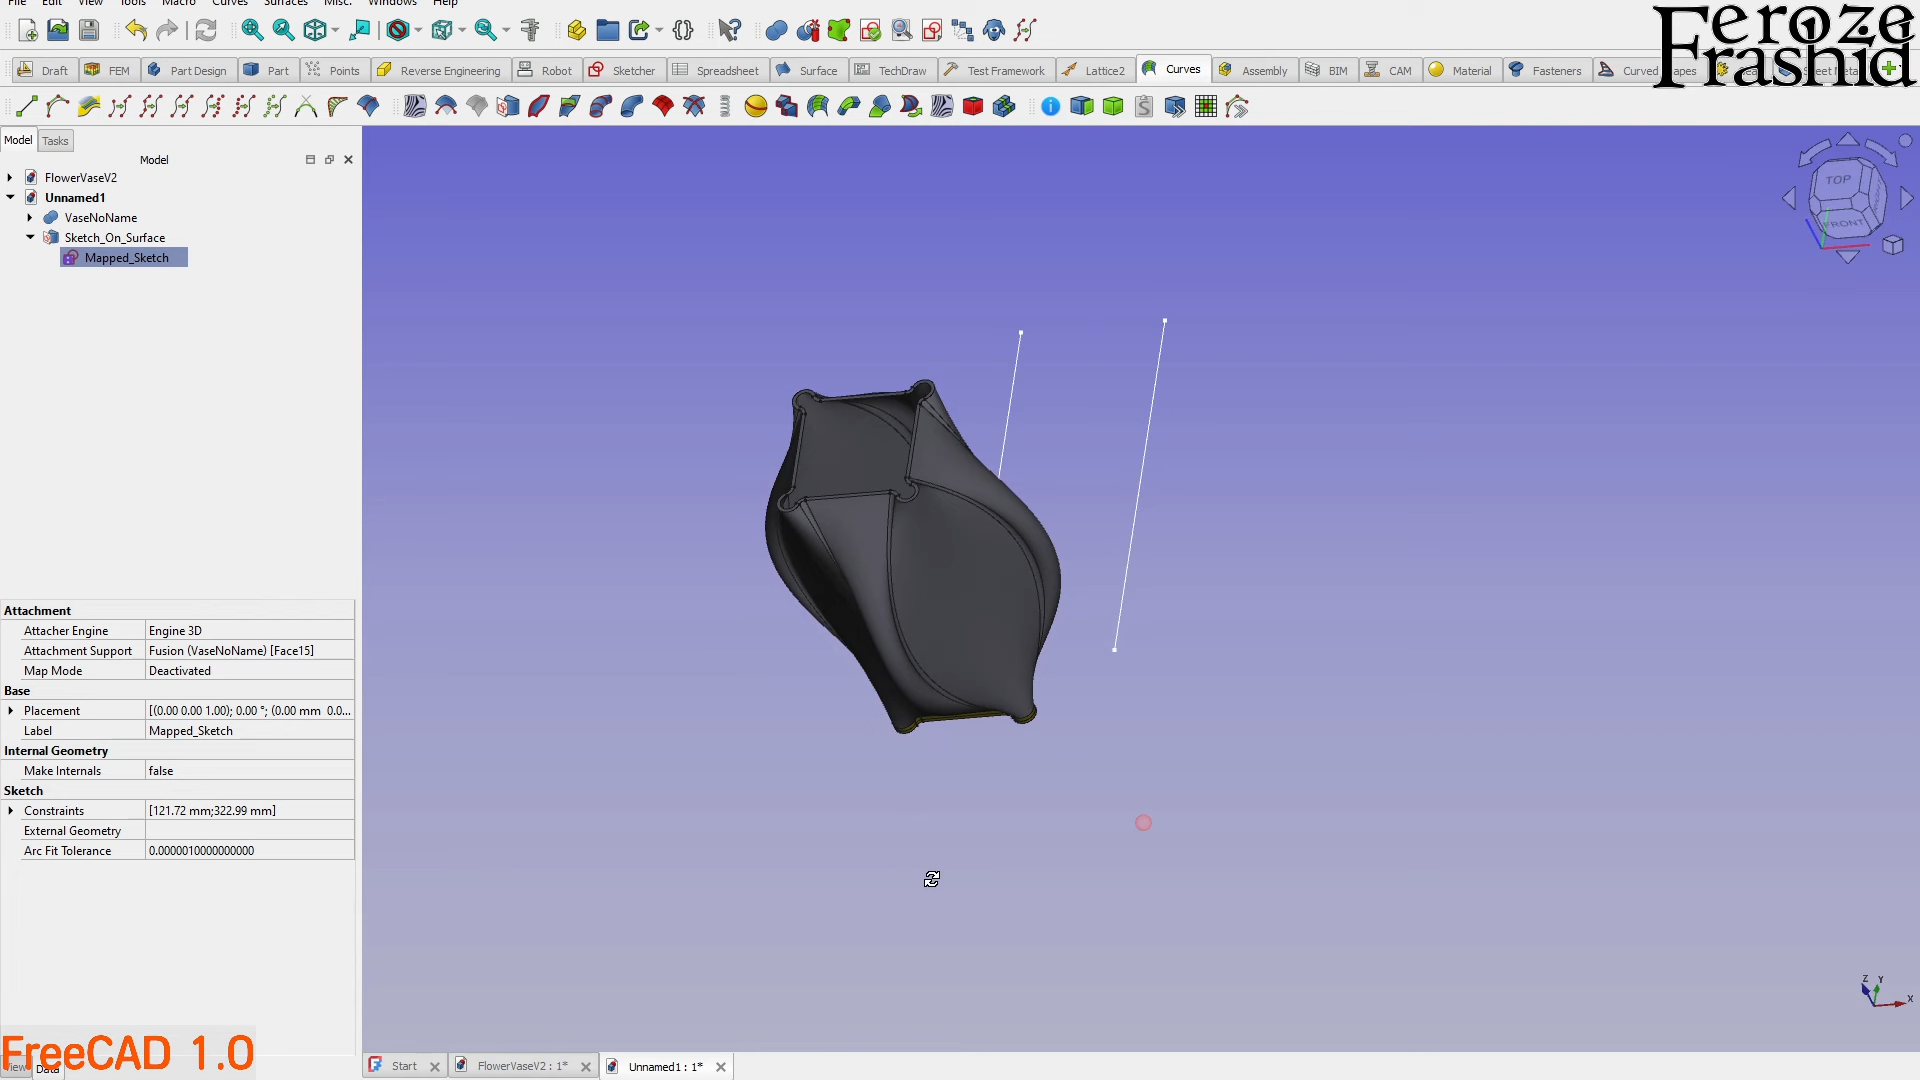 File Edit View Tools Macro Curves Surfaces Misc. Windows Help
Feroze
Frashid
Draft FEM Part Design Part Points Reverse Engineering Robot Sketcher Spreadsheet Surface TechDraw Test Framework Lattice2 Curves Assembly BIM CAM Material Fasteners Curved Shapes
Model Tasks
Model
FlowerVaseV2
Unnamed1
VaseNoName
Sketch_On_Surface
Mapped_Sketch
TOP
FRONT
Attachment
Attacher Engine Engine 3D
Attachment Support Fusion (VaseNoName) [Face15]
Map Mode Deactivated
Base
Placement [(0.00 0.00 1.00); 0.00 °; (0.00 mm 0.0...
Label Mapped_Sketch
Internal Geometry
Make Internals false
Sketch
Constraints [121.72 mm;322.99 mm]
External Geometry
Arc Fit Tolerance 0.0000010000000000
Z Y
X
FreeCAD 1.0
View Data
Start FlowerVaseV2 : 1* Unnamed1 : 1*